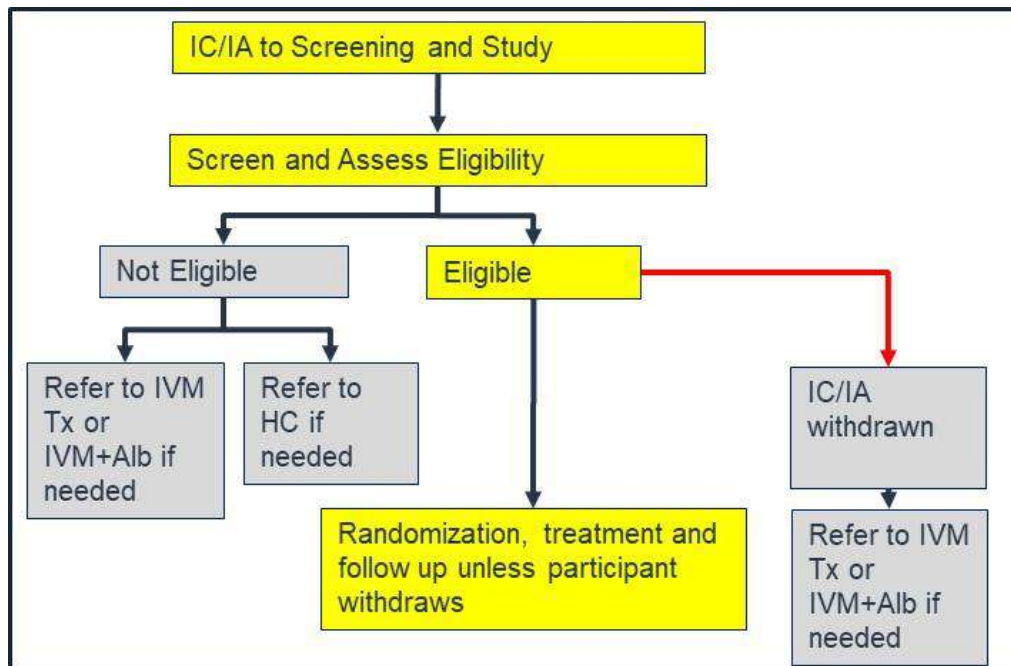 IC/IA to Screening and Study
Screen and Assess Eligibility
Not Eligible
Eligible
Refer to IVM
Tx or
IVM+Alb if
needed
Refer to
HC if
needed
IC/IA
withdrawn
Randomization, treatment and
follow up unless participant
withdraws
Refer to IVM
Tx or
IVM+Alb if
needed